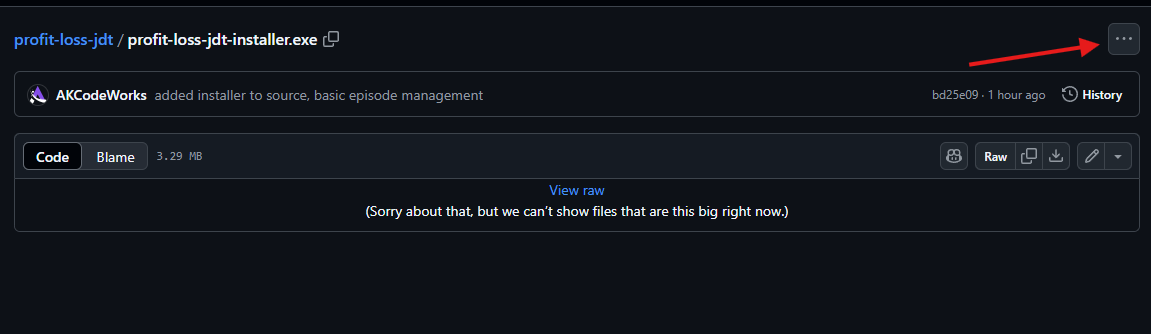 profit-loss-jdt / profit-loss-jdt-installer.exe
AKCodeWorks added installer to source, basic episode management
bd25e09 · 1 hour ago History
Code Blame 3.29 MB Raw
View raw
(Sorry about that, but we can't show files that are this big right now.)